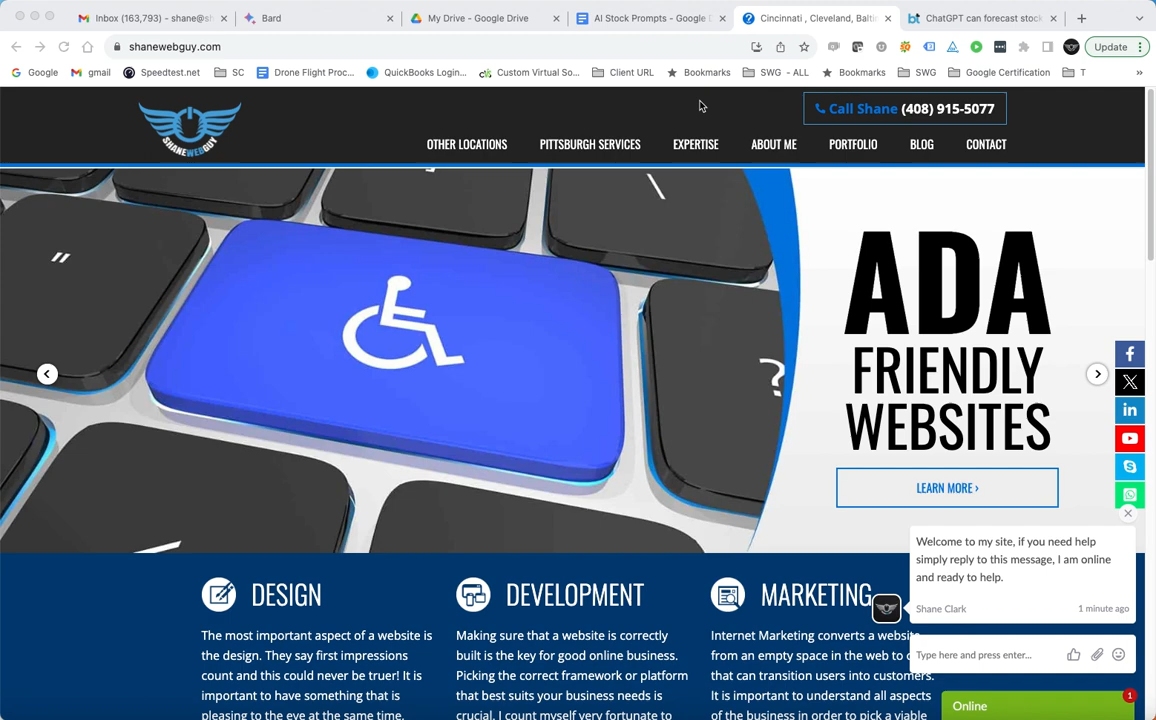 Inbox (163,793) - shane@s
Bard
My Drive - Google Drive
AI Stock Prompts - Google D
Cincinnati , Cleveland, Balti
ChatGPT can forecast stock
shanewebguy.com
Update
Google
gmail
Speedtest.net
SC
Drone Flight Proc...
QuickBooks Login...
Custom Virtual So...
Client URL
Bookmarks
SWG - ALL
Bookmarks
SWG
Google Certification
T
»
SHANEWEBGUY
Call Shane (408) 915-5077
OTHER LOCATIONS
PITTSBURGH SERVICES
EXPERTISE
ABOUT ME
PORTFOLIO
BLOG
CONTACT
ADA
FRIENDLY
WEBSITES
LEARN MORE ›
DESIGN
The most important aspect of a website is
the design. They say first impressions
count and this could never be truer! It is
important to have something that is
pleasing to the eye at the same time.
DEVELOPMENT
Making sure that a website is correctly
built is the key for good online business.
Picking the correct framework or platform
that best suits your business needs is
crucial. I count myself very fortunate to
MARKETING
Internet Marketing converts a website
from an empty space in the web to
that can transition users into customers.
It is important to understand all aspects
of the business in order to pick a viable
Welcome to my site, if you need help
simply reply to this message, I am online
and ready to help.
Shane Clark
1 minute ago
Type here and press enter...
Online
1